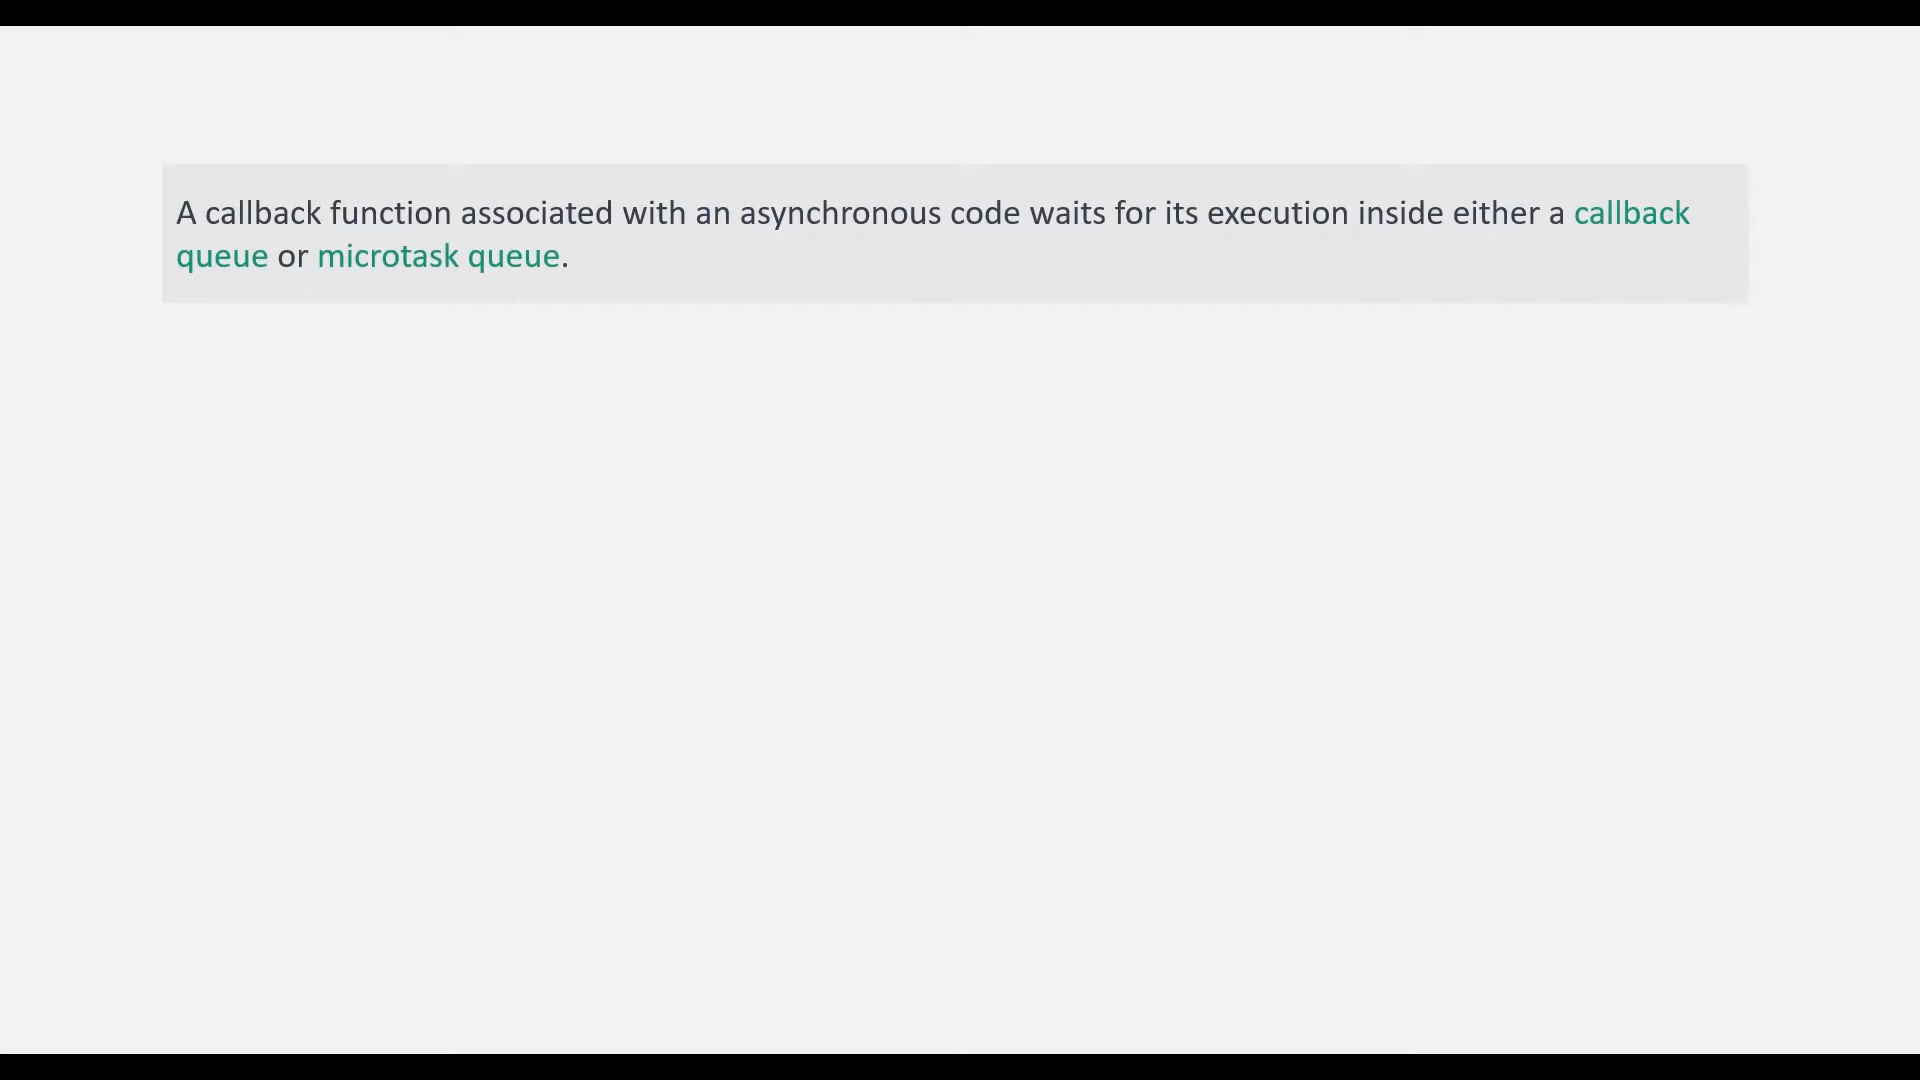 A callback function associated with an asynchronous code waits for its execution inside either a callback
queue or microtask queue.